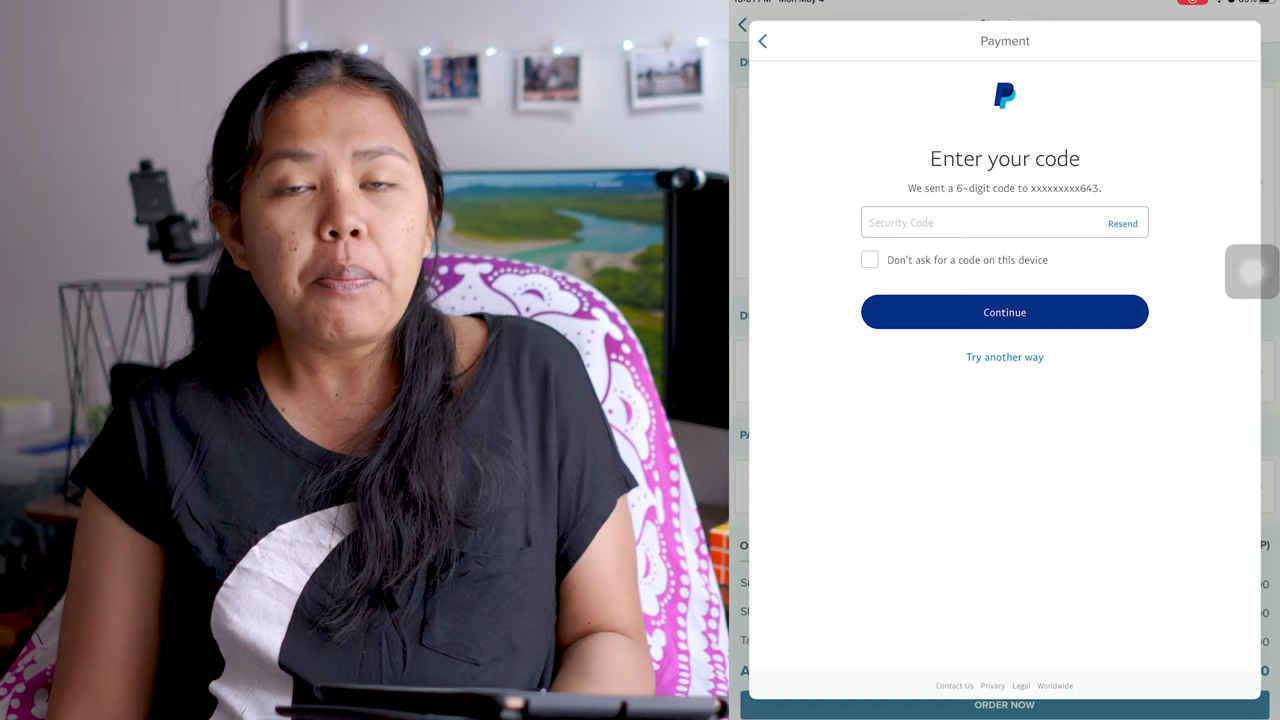 Payment
Enter your code
We sent a 6-digit code to xxxxxxxxx643.
Security Code
Resend
Don't ask for a code on this device
Continue
Try another way
Contact Us Privacy Legal Worldwide
ORDER NOW